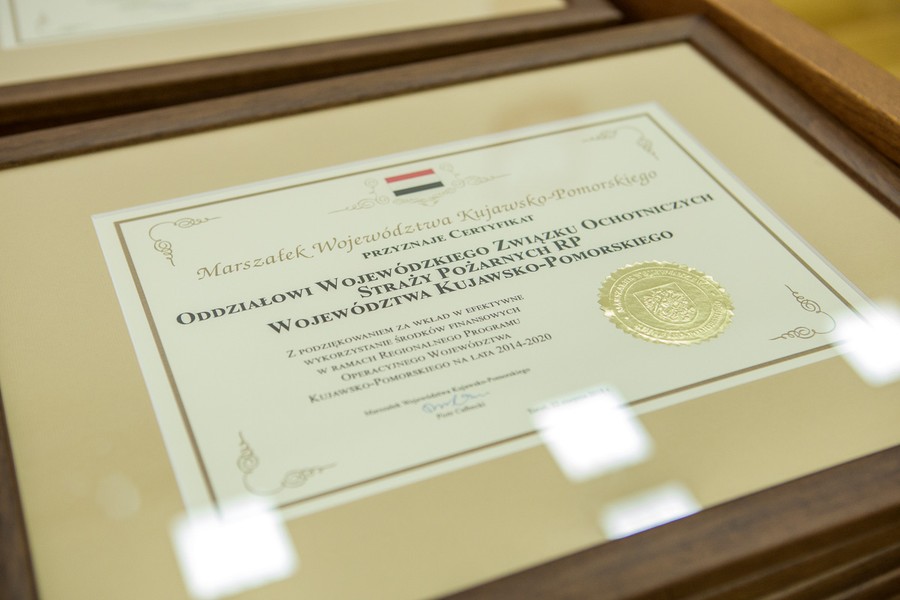 Marszałek Województwa Kujawsko-Pomorskiego
przyznaje Certyfikat
Oddziałowi Wojewódzkiego Związku Ochotniczych
Straży Pożarnych RP
Województwa Kujawsko-Pomorskiego
Z podziękowaniem za wkład w efektywne
wykorzystanie środków finansowych
w ramach Regionalnego Programu
Operacyjnego Województwa
Kujawsko-Pomorskiego na lata 2014-2020
Marszałek Województwa Kujawsko-Pomorskiego
Piotr Całbecki